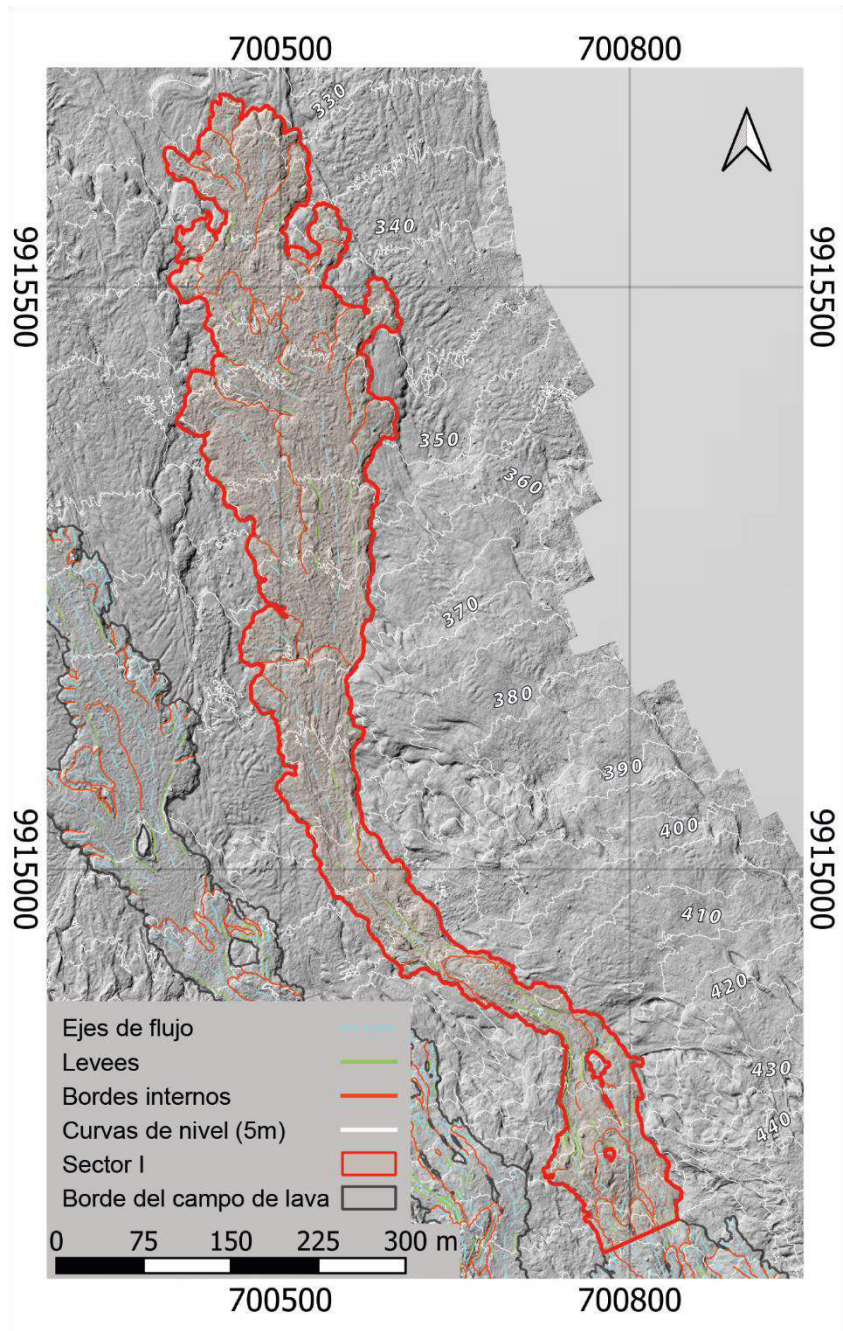 700500 700800
330
340
9915500 9915500
350
360
370
380
390
400
9915000 9915000
410
420
430
440
Ejes de flujo
Levees
Bordes internos
Curvas de nivel (5m)
Sector I
Borde del campo de lava
0 75 150 225 300 m
700500 700800